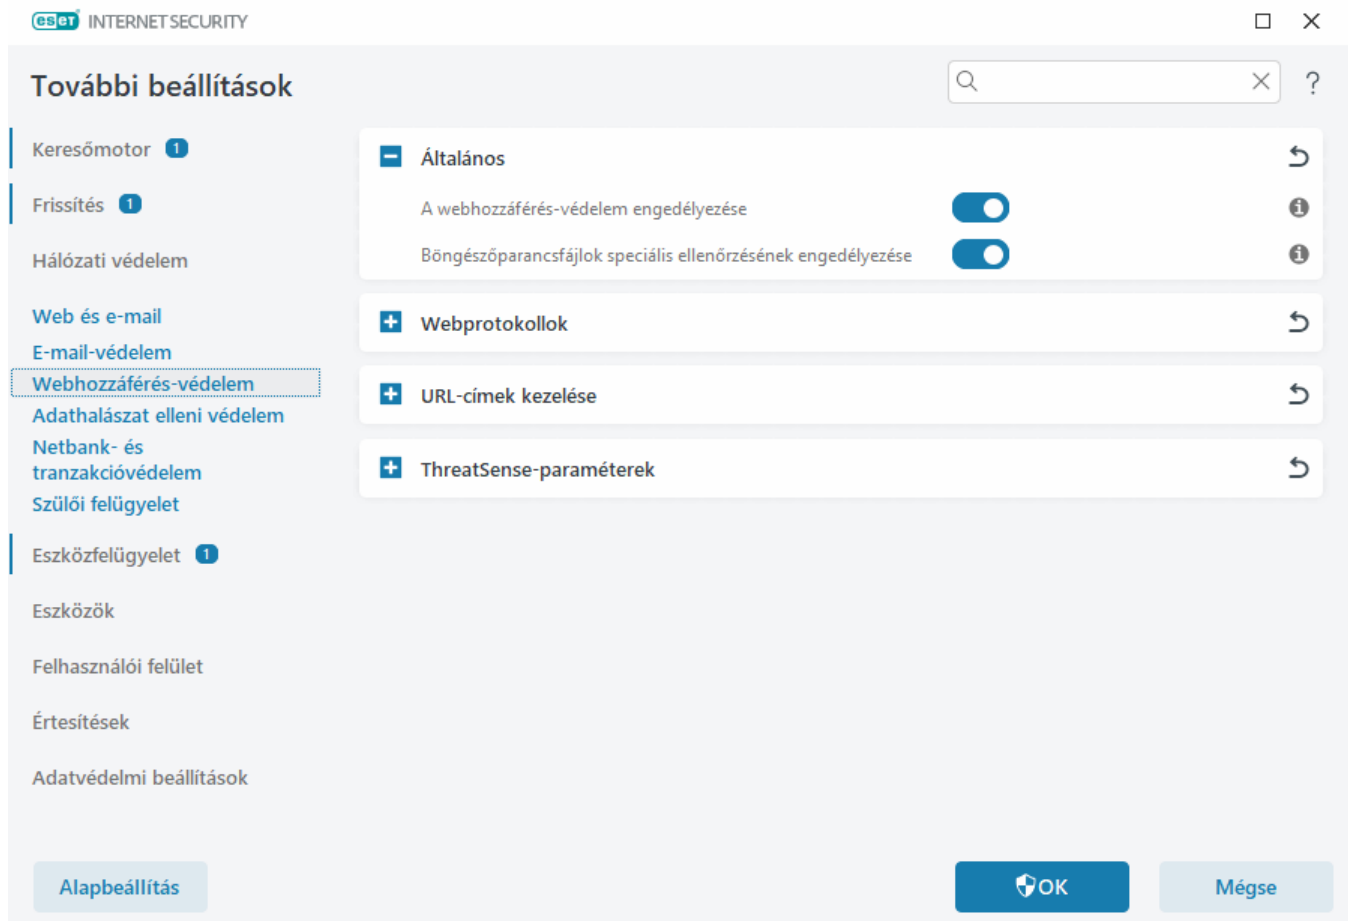 eset INTERNET SECURITY
További beállítások
?
Keresőmotor 1
Frissítés 1
Hálózati védelem
Web és e-mail
E-mail-védelem
Webhozzáférés-védelem
Adathalászat elleni védelem
Netbank- és
tranzakcióvédelem
Szülői felügyelet
Eszközfelügyelet 1
Eszközök
Felhasználói felület
Értesítések
Adatvédelmi beállítások
Általános
A webhozzáférés-védelem engedélyezése
Böngészőparancsfájlok speciális ellenőrzésének engedélyezése
Webprotokollok
URL-címek kezelése
ThreatSense-paraméterek
Alapbeállítás
OK
Mégse